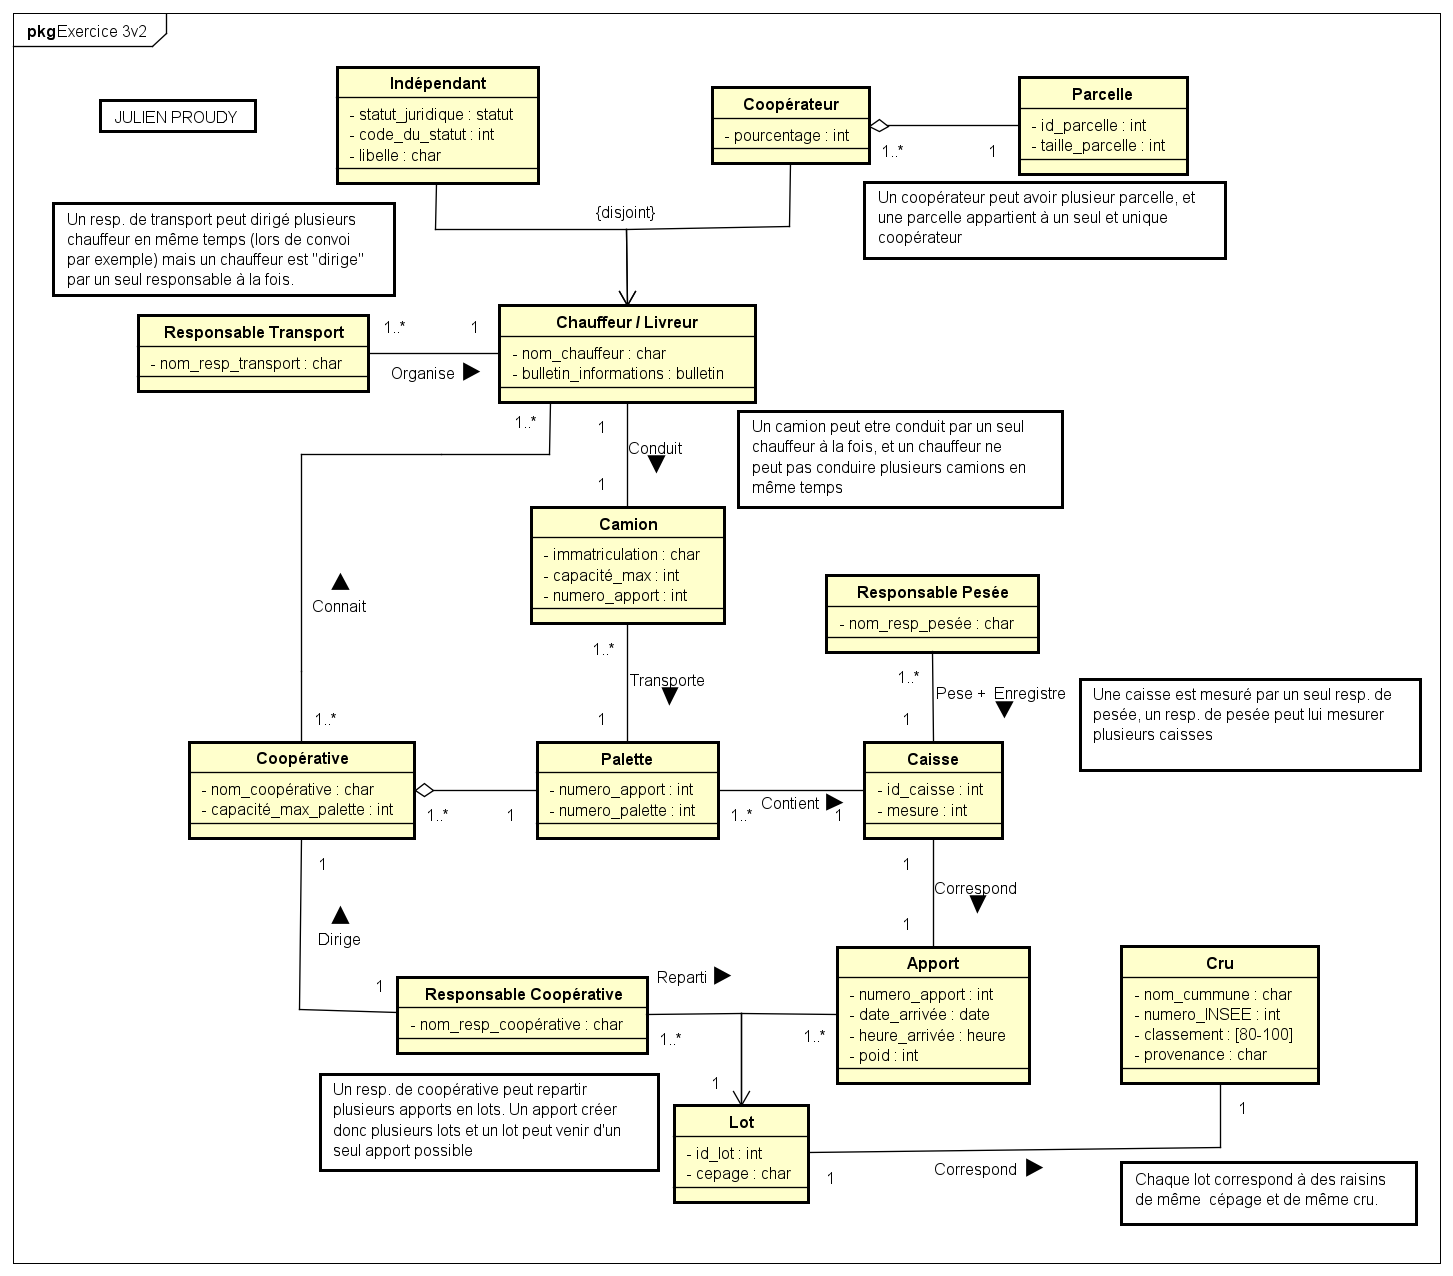 pkgExercice 3v2
JULIEN PROUDY
Indépendant
- statut_juridique : statut
- code_du_statut : int
- libelle : char
Coopérateur
- pourcentage : int
1..*
1
Parcelle
- id_parcelle : int
- taille_parcelle : int
Un coopérateur peut avoir plusieur parcelle, et
une parcelle appartient à un seul et unique
coopérateur
{disjoint}
Un resp. de transport peut dirigé plusieurs
chauffeur en même temps (lors de convoi
par exemple) mais un chauffeur est "dirige"
par un seul responsable à la fois.
Responsable Transport
- nom_resp_transport : char
1..*
1
Organise
Chauffeur / Livreur
- nom_chauffeur : char
- bulletin_informations : bulletin
1..*
1
Conduit
1
Un camion peut etre conduit par un seul
chauffeur à la fois, et un chauffeur ne
peut pas conduire plusieurs camions en
même temps
Camion
- immatriculation : char
- capacité_max : int
- numero_apport : int
Connait
1..*
1..*
Transporte
1
Responsable Pesée
- nom_resp_pesée : char
1..*
Pese + Enregistre
1
Une caisse est mesuré par un seul resp. de
pesée, un resp. de pesée peut lui mesurer
plusieurs caisses
Coopérative
- nom_coopérative : char
- capacité_max_palette : int
1..*
1
Palette
- numero_apport : int
- numero_palette : int
1..*
Contient
1
Caisse
- id_caisse : int
- mesure : int
1
Dirige
1
1
Correspond
1
Responsable Coopérative
- nom_resp_coopérative : char
Reparti
1..*
1..*
1
Apport
- numero_apport : int
- date_arrivée : date
- heure_arrivée : heure
- poid : int
Cru
- nom_cummune : char
- numero_INSEE : int
- classement : [80-100]
- provenance : char
Un resp. de coopérative peut repartir
plusieurs apports en lots. Un apport créer
donc plusieurs lots et un lot peut venir d'un
seul apport possible
Lot
- id_lot : int
- cepage : char
1
Correspond
1
Chaque lot correspond à des raisins
de même cépage et de même cru.